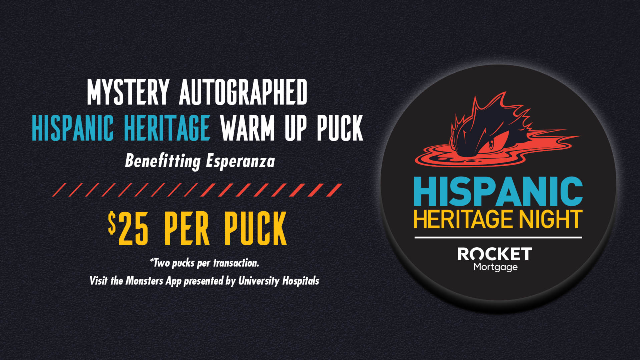 MYSTERY AUTOGRAPHED
HISPANIC HERITAGE WARM UP PUCK
Benefitting Esperanza
$25 PER PUCK
*Two pucks per transaction.
Visit the Monsters App presented by University Hospitals
HISPANIC
HERITAGE NIGHT
ROCKET
Mortgage